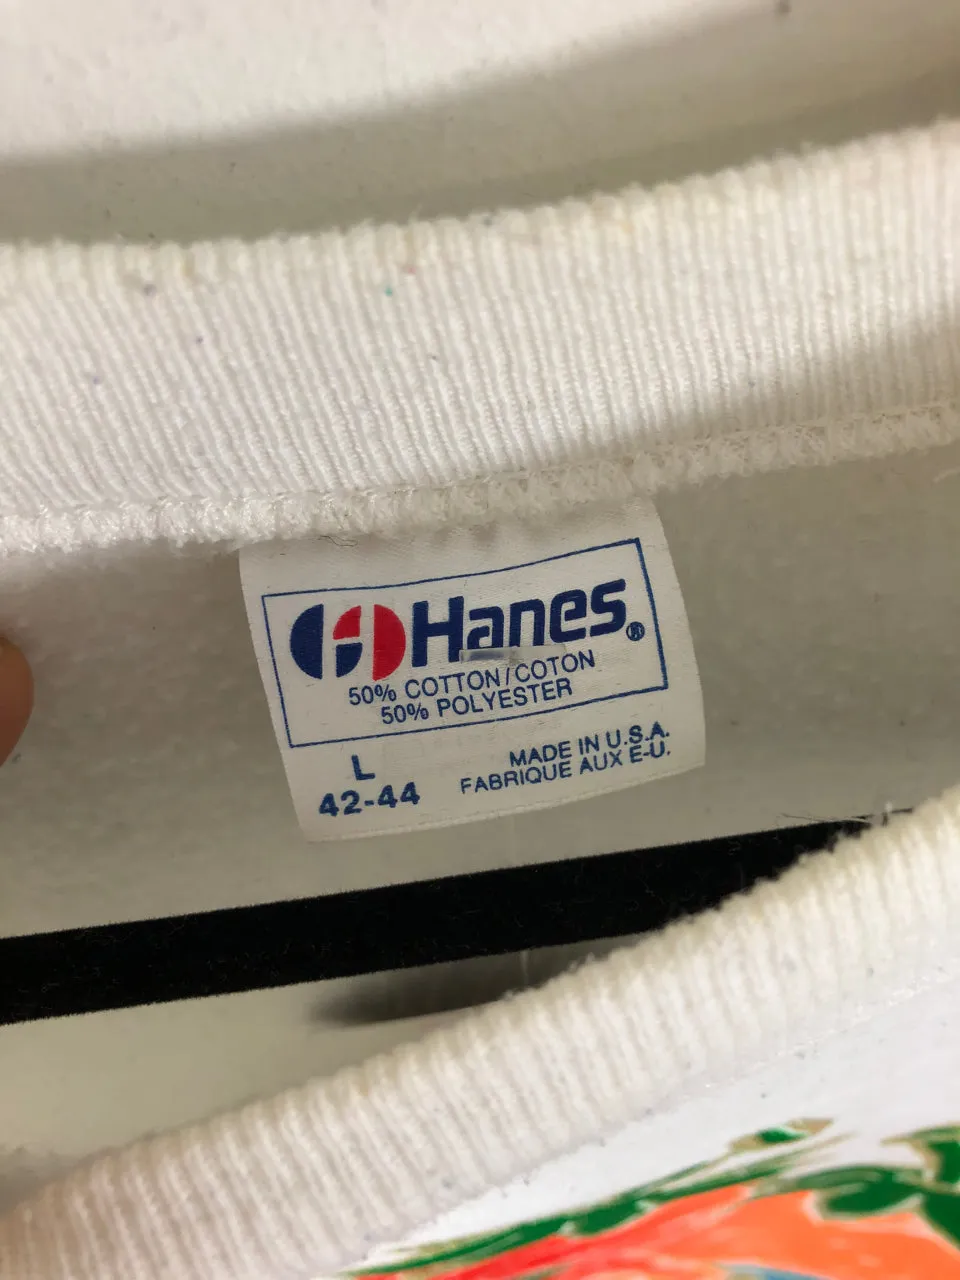 Hanes®
50% COTTON/COTON
50% POLYESTER
L
42-44
MADE IN U.S.A.
FABRIQUE AUX E-U.